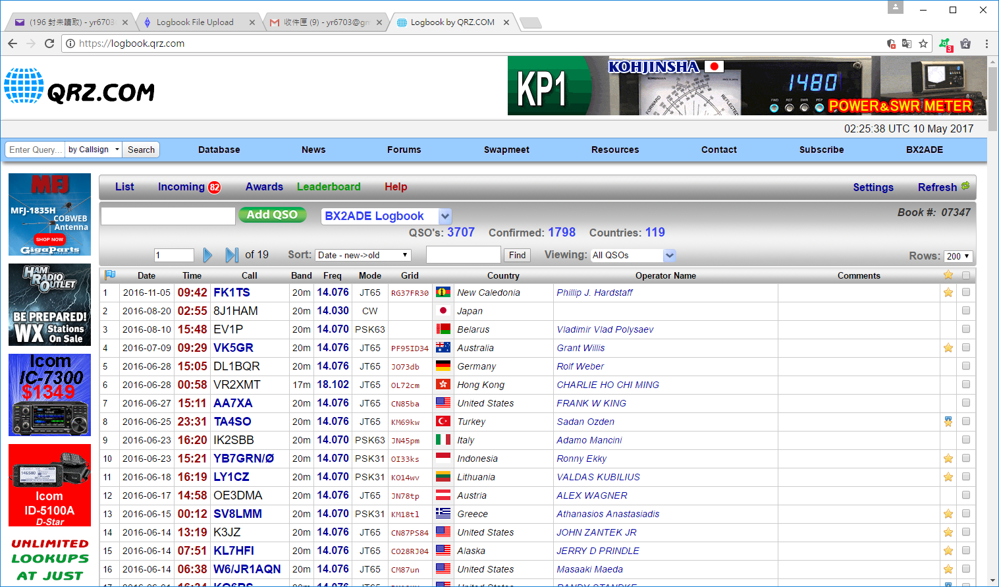 (196 封未讀取) - yr6703
Logbook File Upload
收件匣 (9) - yr6703@gm
Logbook by QRZ.COM
https://logbook.qrz.com
3
QRZ.COM
KP1
KOHJINSHA
1480
FORWARD
REFLECTED
FWD REF SWR PEP
POWER&SWR METER
02:25:38 UTC 10 May 2017
Enter Query... by Callsign Search Database News Forums Swapmeet Resources Contact Subscribe BX2ADE
MFJ
MFJ-1835H
COBWEB
Antenna
SHOP NOW
GigaParts
HAM
RADIO
OUTLET
BE PREPARED!
WX Stations
On Sale
Icom
IC-7300
$1349
Icom
ID-5100A
D-Star
UNLIMITED
LOOKUPS
AT JUST
List Incoming 82 Awards Leaderboard Help Settings Refresh
Add QSO BX2ADE Logbook Book #: 07347
QSO's: 3707 Confirmed: 1798 Countries: 119
1 of 19 Sort: Date - new->old Find Viewing: All QSOs Rows: 200
Date Time Call Band Freq Mode Grid Country Operator Name Comments
1 2016-11-05 09:42 FK1TS 20m 14.076 JT65 RG37FR30 New Caledonia Phillip J. Hardstaff
2 2016-08-20 02:55 8J1HAM 20m 14.030 CW Japan
3 2016-08-10 15:48 EV1P 20m 14.070 PSK63 Belarus Vladimir Vlad Polysaev
4 2016-07-09 09:29 VK5GR 20m 14.076 JT65 PF95ID34 Australia Grant Willis
5 2016-06-28 15:05 DL1BQR 20m 14.076 JT65 JO73db Germany Rolf Weber
6 2016-06-28 00:58 VR2XMT 17m 18.102 JT65 OL72cm Hong Kong CHARLIE HO CHI MING
7 2016-06-27 15:11 AA7XA 20m 14.076 JT65 CN85ba United States FRANK W KING
8 2016-06-25 23:31 TA4SO 20m 14.076 JT65 KM69kw Turkey Sadan Ozden
9 2016-06-23 16:20 IK2SBB 20m 14.070 PSK63 JN45pm Italy Adamo Mancini
10 2016-06-23 15:21 YB7GRN/Ø 20m 14.076 PSK31 OI33ks Indonesia Ronny Ekky
11 2016-06-18 16:19 LY1CZ 20m 14.076 PSK31 KO14wv Lithuania VALDAS KUBILIUS
12 2016-06-17 14:58 OE3DMA 20m 14.076 JT65 JN78tp Austria ALEX WAGNER
13 2016-06-15 00:12 SV8LMM 20m 14.070 PSK31 KM18tl Greece Athanasios Anastasiadis
14 2016-06-14 13:19 K3JZ 20m 14.076 JT65 CN87PS84 United States JOHN ZANTEK JR
15 2016-06-14 07:51 KL7HFI 20m 14.076 JT65 CO28RJ04 Alaska JERRY D PRINDLE
16 2016-06-14 06:38 W6/JR1AQN 20m 14.076 JT65 CM87un United States Masaaki Maeda